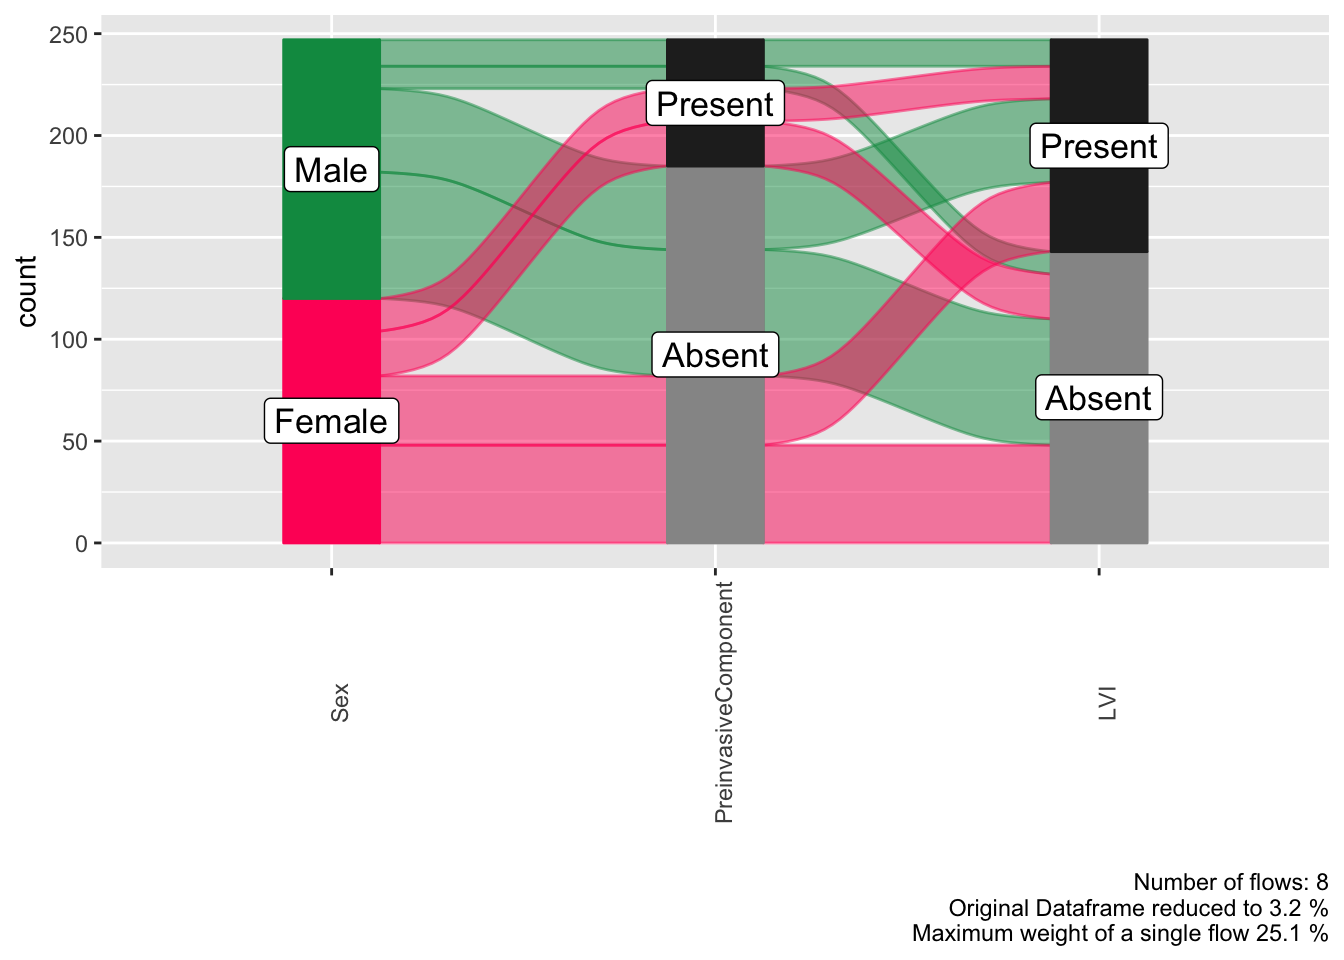 250
200
150
100
50
0
count
Male
Female
Present
Absent
Present
Absent
Sex
PreinvasiveComponent
LVI
Number of flows: 8
Original Dataframe reduced to 3.2 %
Maximum weight of a single flow 25.1 %